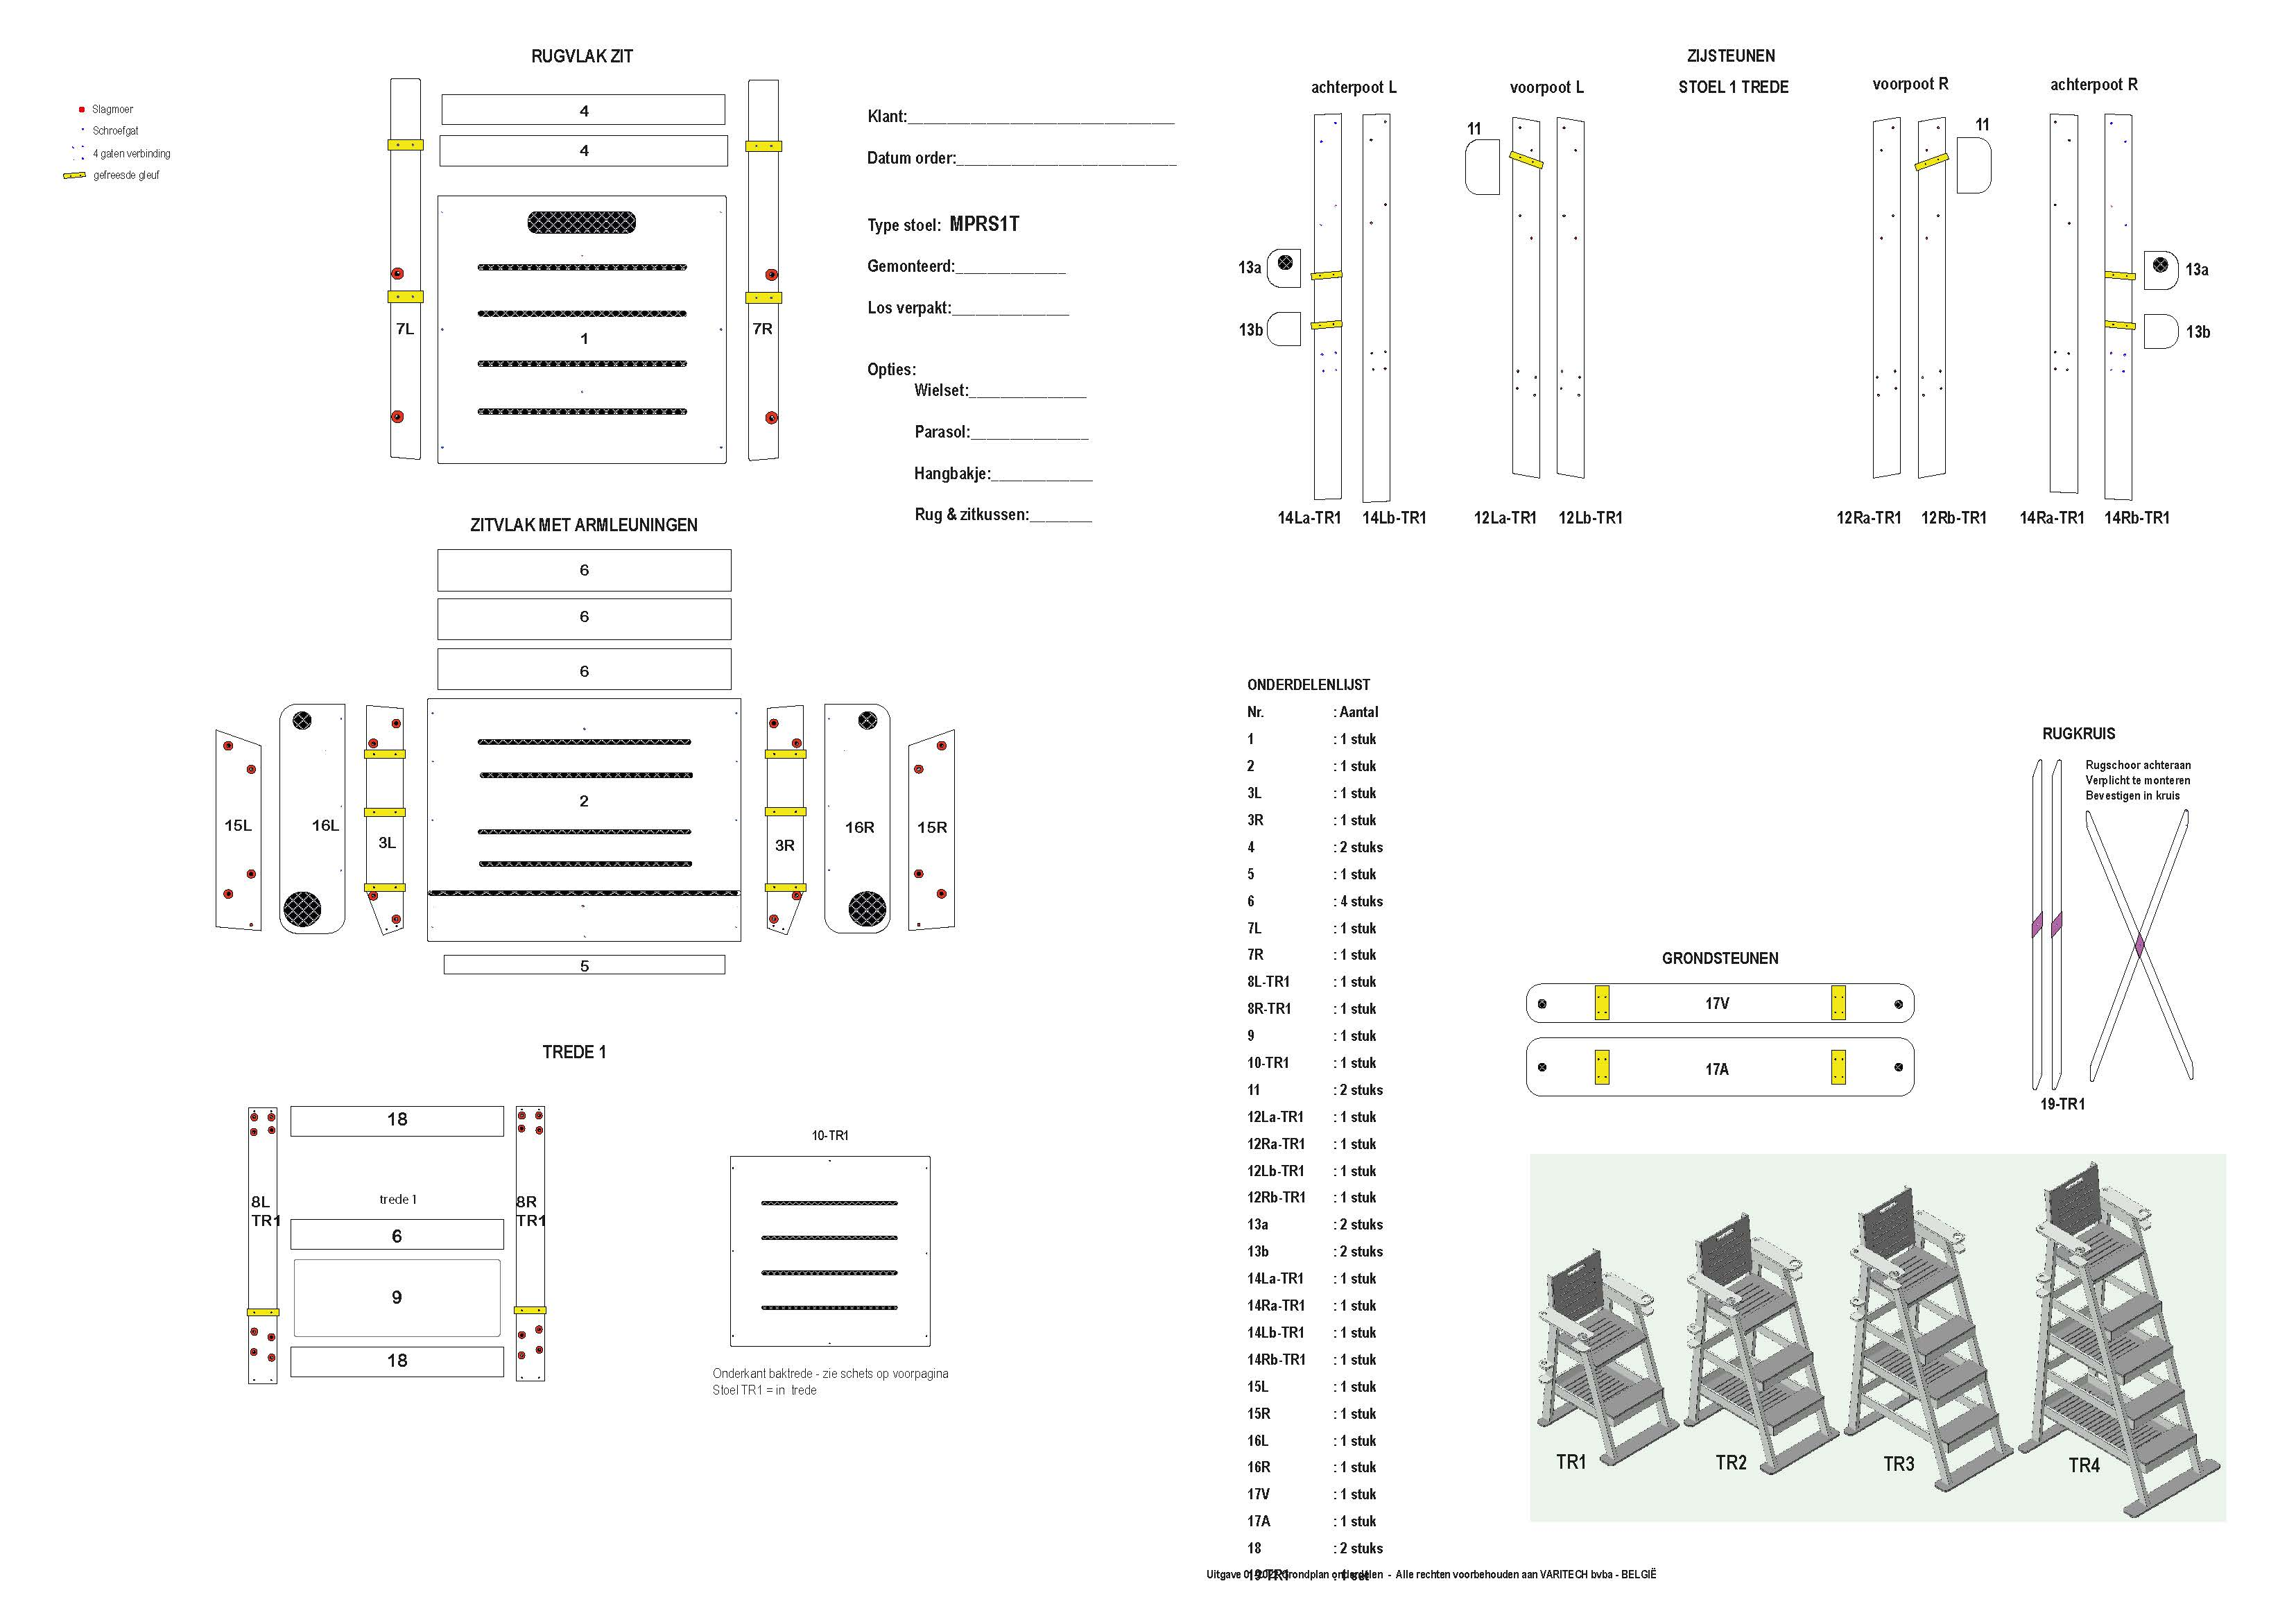 RUGVLAK ZIT
Slagmoer
Schroefgat
4 gaten verbinding
gefreesde gleuf
4
4
7L
7R
1
Klant:
Datum order:
Type stoel: MPRS1T
Gemonteerd:
Los verpakt:
Opties:
Wielset:
Parasol:
Hangbakje:
Rug & zitkussen:
ZIJSTEUNEN
STOEL 1 TREDE
achterpoot L
voorpoot L
voorpoot R
achterpoot R
11
11
13a
13b
13a
13b
14La-TR1
14Lb-TR1
12La-TR1
12Lb-TR1
12Ra-TR1
12Rb-TR1
14Ra-TR1
14Rb-TR1
ZITVLAK MET ARMLEUNINGEN
6
6
6
15L
16L
3L
2
3R
16R
15R
5
TREDE 1
18
8L
TR1
trede 1
8R
TR1
6
9
18
10-TR1
Onderkant baktrede - zie schets op voorpagina
Stoel TR1 = in trede
ONDERDELENLIJST
Nr. : Aantal
1 : 1 stuk
2 : 1 stuk
3L : 1 stuk
3R : 1 stuk
4 : 2 stuks
5 : 1 stuk
6 : 4 stuks
7L : 1 stuk
7R : 1 stuk
8L-TR1 : 1 stuk
8R-TR1 : 1 stuk
9 : 1 stuk
10-TR1 : 1 stuk
11 : 2 stuks
12La-TR1 : 1 stuk
12Ra-TR1 : 1 stuk
12Lb-TR1 : 1 stuk
12Rb-TR1 : 1 stuk
13a : 2 stuks
13b : 2 stuks
14La-TR1 : 1 stuk
14Ra-TR1 : 1 stuk
14Lb-TR1 : 1 stuk
14Rb-TR1 : 1 stuk
15L : 1 stuk
15R : 1 stuk
16L : 1 stuk
16R : 1 stuk
17V : 1 stuk
17A : 1 stuk
18 : 2 stuks
19-TR1 : 1 set
Uitgave Grondplan onderdelen - Alle rechten voorbehouden aan VARITECH bvba - BELGIË
RUGKRUIS
Rugschoor achteraan
Verplicht te monteren
Bevestigen in kruis
19-TR1
GRONDSTEUNEN
17V
17A
TR1
TR2
TR3
TR4